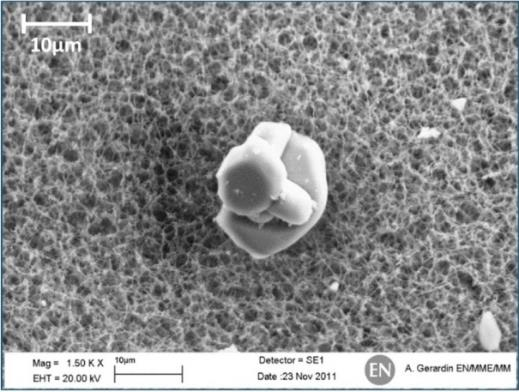 10µm
Mag = 1.50 K X
EHT = 20.00 kV
10µm
Detector = SE1
Date :23 Nov 2011
EN
A. Gerardin EN/MME/MM